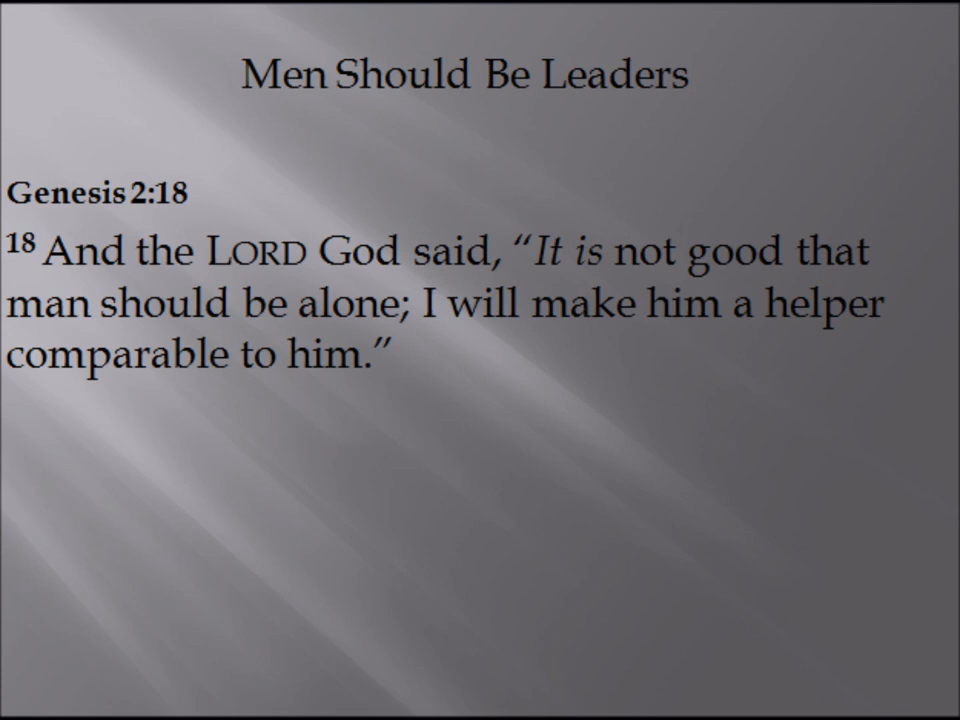 Men Should Be Leaders
Genesis 2:18
18 And the LORD God said, “It is not good that
man should be alone; I will make him a helper
comparable to him.”